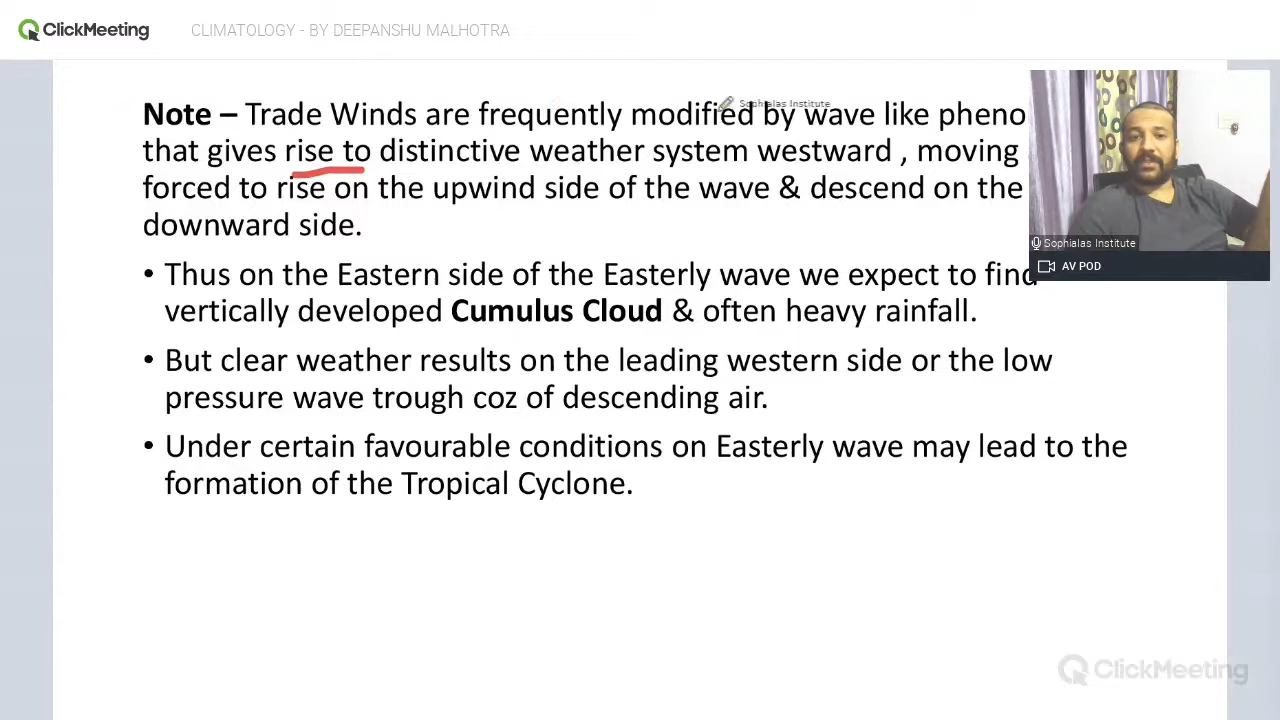 ClickMeeting CLIMATOLOGY - BY DEEPANSHU MALHOTRA
Sophialas Institute
Note – Trade Winds are frequently modified by wave like pheno
that gives rise to distinctive weather system westward , moving
forced to rise on the upwind side of the wave & descend on the
downward side.
Sophialas Institute
AV POD
• Thus on the Eastern side of the Easterly wave we expect to find
vertically developed Cumulus Cloud & often heavy rainfall.
• But clear weather results on the leading western side or the low
pressure wave trough coz of descending air.
• Under certain favourable conditions on Easterly wave may lead to the
formation of the Tropical Cyclone.
ClickMeeting